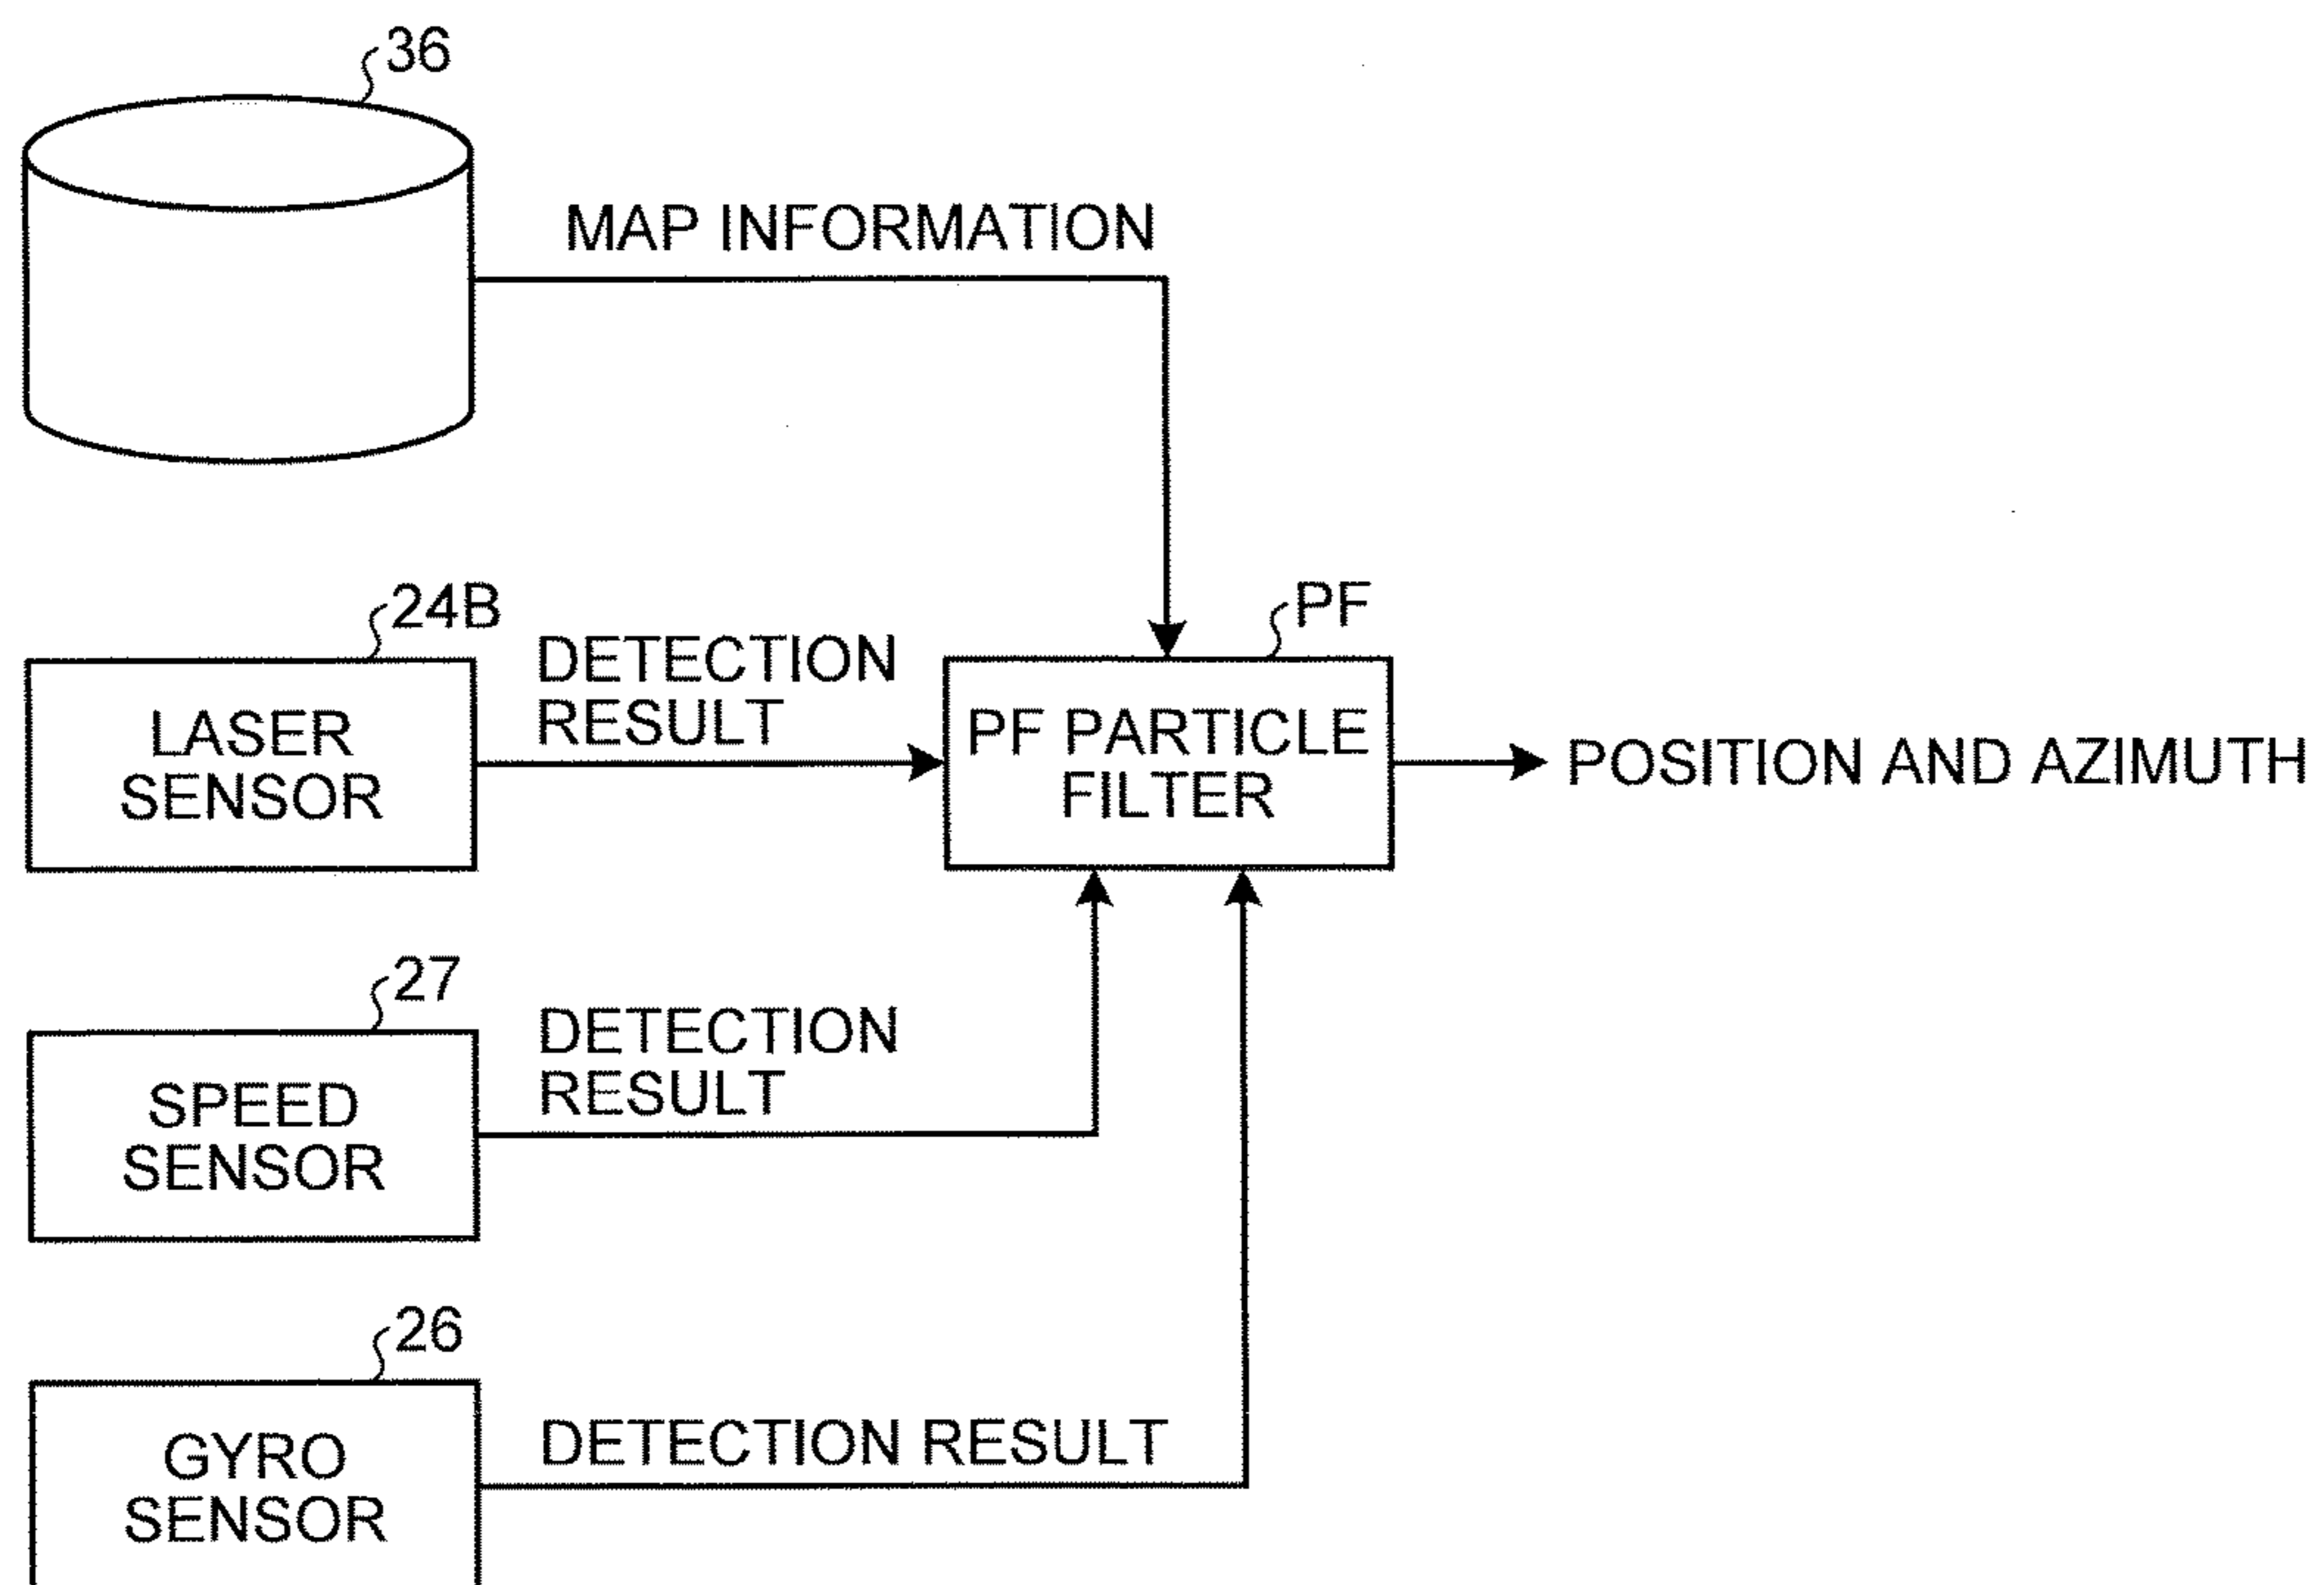 36
MAP INFORMATION
24B
DETECTION
RESULT
LASER
SENSOR
PF
PF PARTICLE
FILTER
POSITION AND AZIMUTH
27
DETECTION
RESULT
SPEED
SENSOR
26
DETECTION RESULT
GYRO
SENSOR